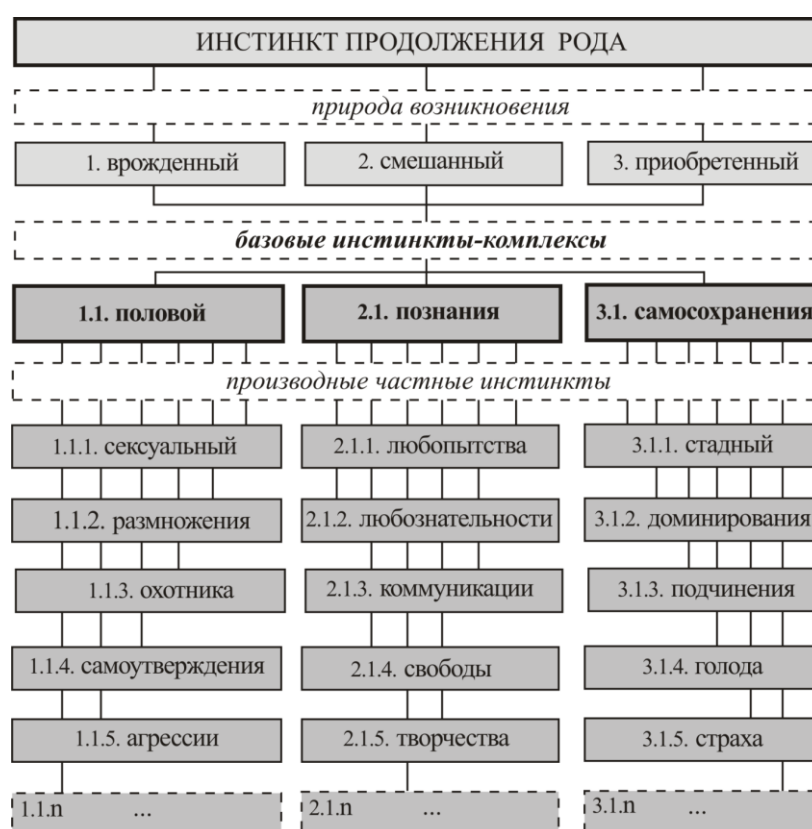 ИНСТИНКТ ПРОДОЛЖЕНИЯ РОДА
природа возникновения
1. врожденный
2. смешанный
3. приобретенный
базовые инстинкты-комплексы
1.1. половой
2.1. познания
3.1. самосохранения
производные частные инстинкты
1.1.1. сексуальный
2.1.1. любопытства
3.1.1. стадный
1.1.2. размножения
2.1.2. любознательности
3.1.2. доминирования
1.1.3. охотника
2.1.3. коммуникации
3.1.3. подчинения
1.1.4. самоутверждения
2.1.4. свободы
3.1.4. голода
1.1.5. агрессии
2.1.5. творчества
3.1.5. страха
1.1.n ...
2.1.n ...
3.1.n ...